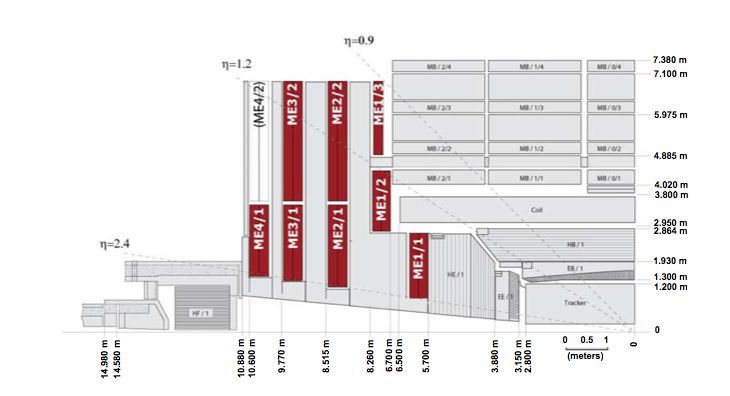 η=0.9
η=1.2
η=2.4
MB / 2/4
MB / 1/4
MB / 0/4
MB / 2/3
MB / 1/3
MB / 0/3
MB / 2/2
MB / 1/2
MB / 0/2
MB / 2/1
MB / 1/1
MB / 0/1
(ME4/2)
ME3/2
ME2/2
ME1/3
ME1/2
ME4/1
ME3/1
ME2/1
ME1/1
Coil
HB / 1
HE / 1
EB / 1
EE / 1
Tracker
HF / 1
7.380 m
7.100 m
5.975 m
4.885 m
4.020 m
3.800 m
2.950 m
2.864 m
1.930 m
1.300 m
1.200 m
0
0 0.5 1
(meters)
14.980 m
14.580 m
10.880 m
10.600 m
9.770 m
8.515 m
8.260 m
6.700 m
6.500 m
5.700 m
3.880 m
3.150 m
2.800 m
0